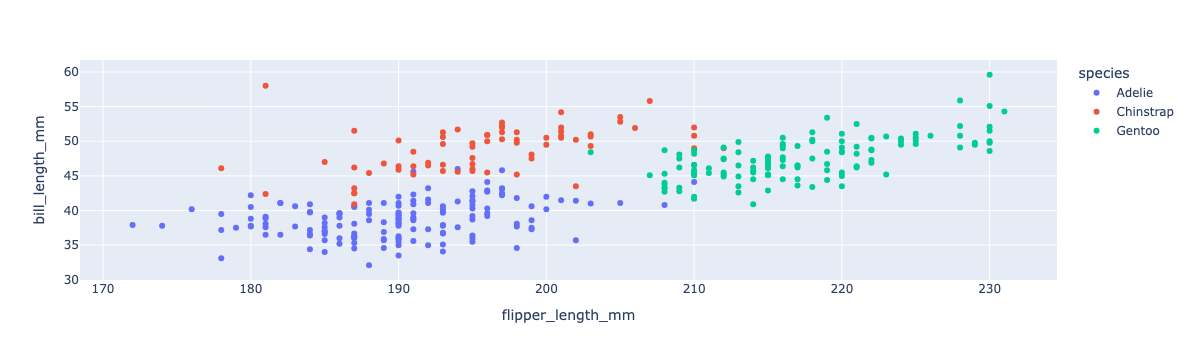 species
Adelie
Chinstrap
Gentoo
bill_length_mm
60
55
50
45
40
35
30
170 180 190 200 210 220 230
flipper_length_mm